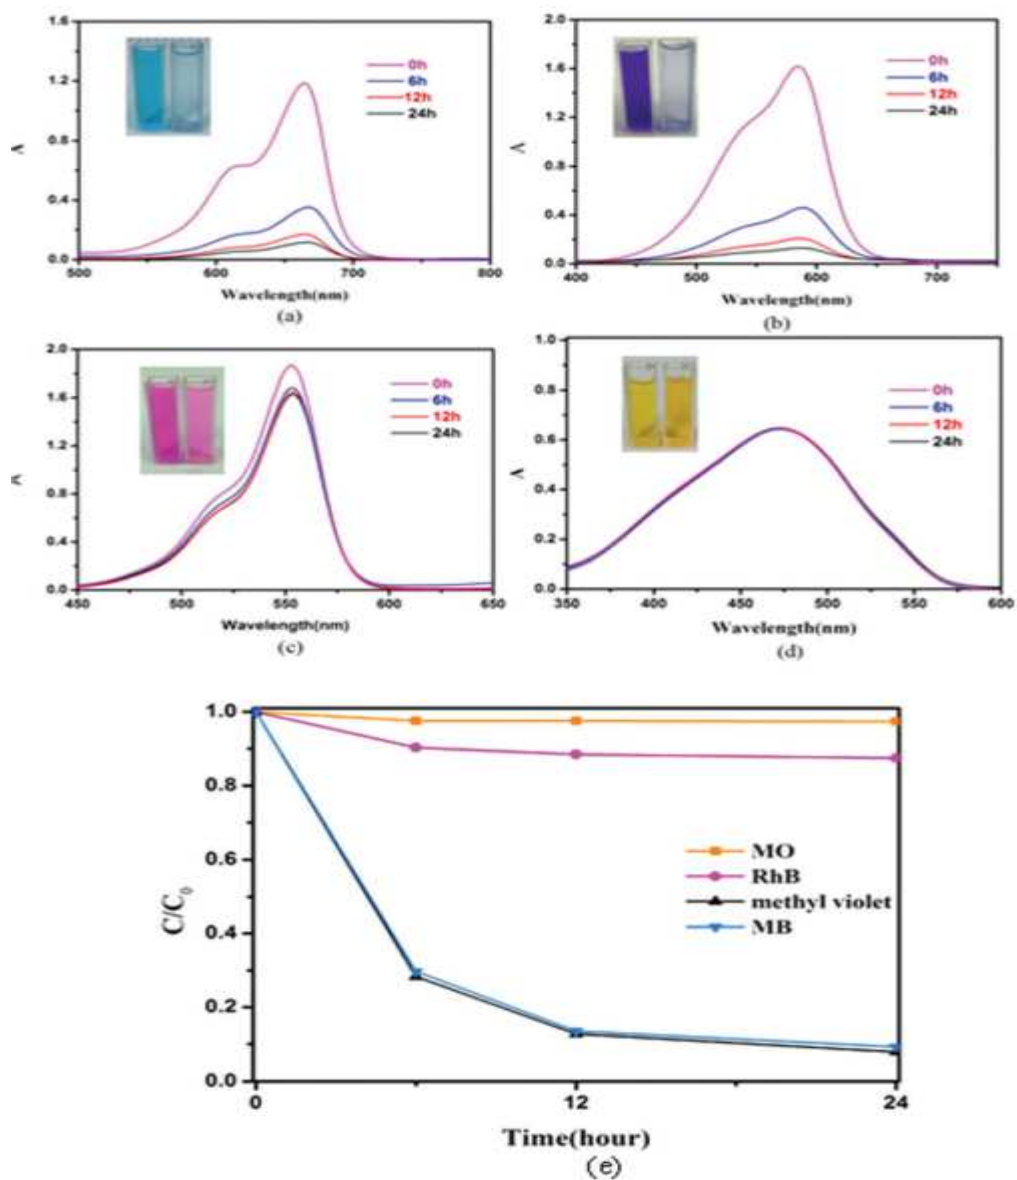 1.6
1.2
0.8
0.4
0.0
A
500
600
700
800
Wavelength(nm)
(a)
0h
6h
12h
24h
2.0
1.6
1.2
0.8
0.4
0.0
A
400
500
600
700
Wavelength(nm)
(b)
0h
6h
12h
24h
2.0
1.6
1.2
0.8
0.4
0.0
A
450
500
550
600
650
Wavelength(nm)
(c)
0h
6h
12h
24h
1.0
0.8
0.6
0.4
0.2
0.0
A
350
400
450
500
550
600
Wavelength(nm)
(d)
0h
6h
12h
24h
1.0
0.8
0.6
0.4
0.2
0.0
C/C0
0
12
24
Time(hour)
(e)
MO
RhB
methyl violet
MB